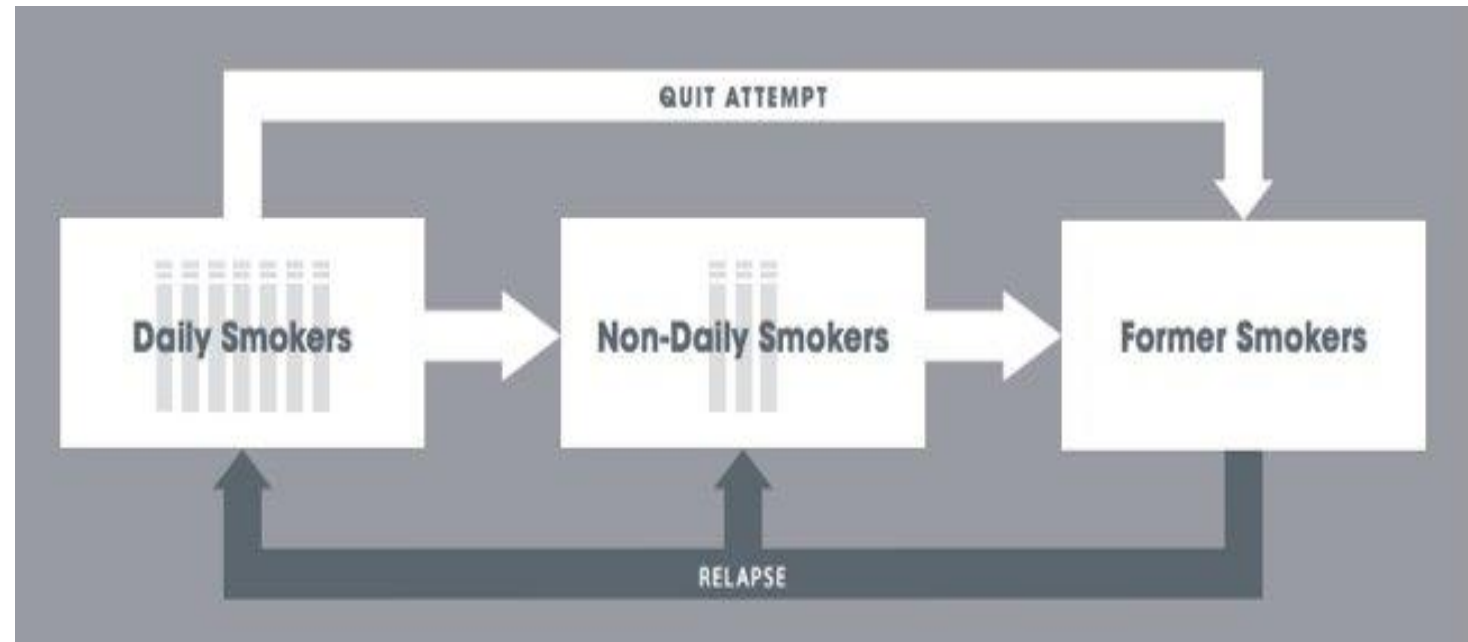 QUIT ATTEMPT
Daily Smokers
Non-Daily Smokers
Former Smokers
RELAPSE